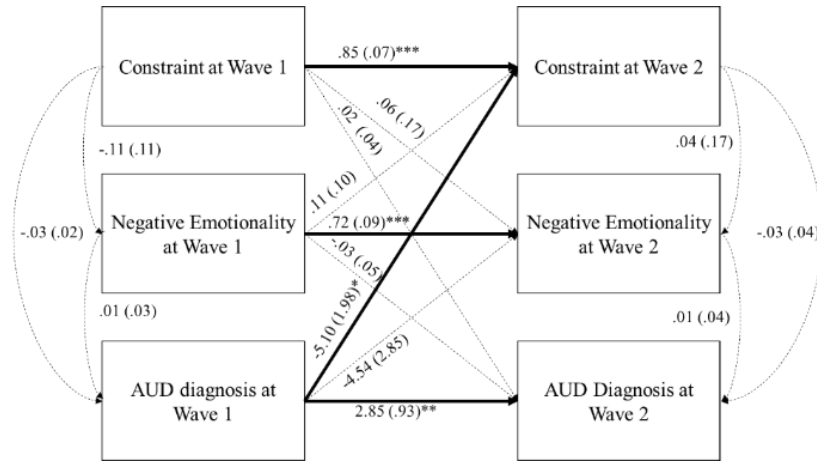 Constraint at Wave 1
.85 (.07)***
Constraint at Wave 2
.06 (.17)
.02 (.04)
-.11 (.11)
.04 (.17)
.11 (.10)
Negative Emotionality
at Wave 1
.72 (.09)***
Negative Emotionality
at Wave 2
-.03 (.02)
-.03 (.04)
-.03 (.05)
.01 (.03)
.01 (.04)
-5.10 (1.98)*
-4.54 (2.85)
AUD diagnosis at
Wave 1
2.85 (.93)**
AUD Diagnosis at
Wave 2